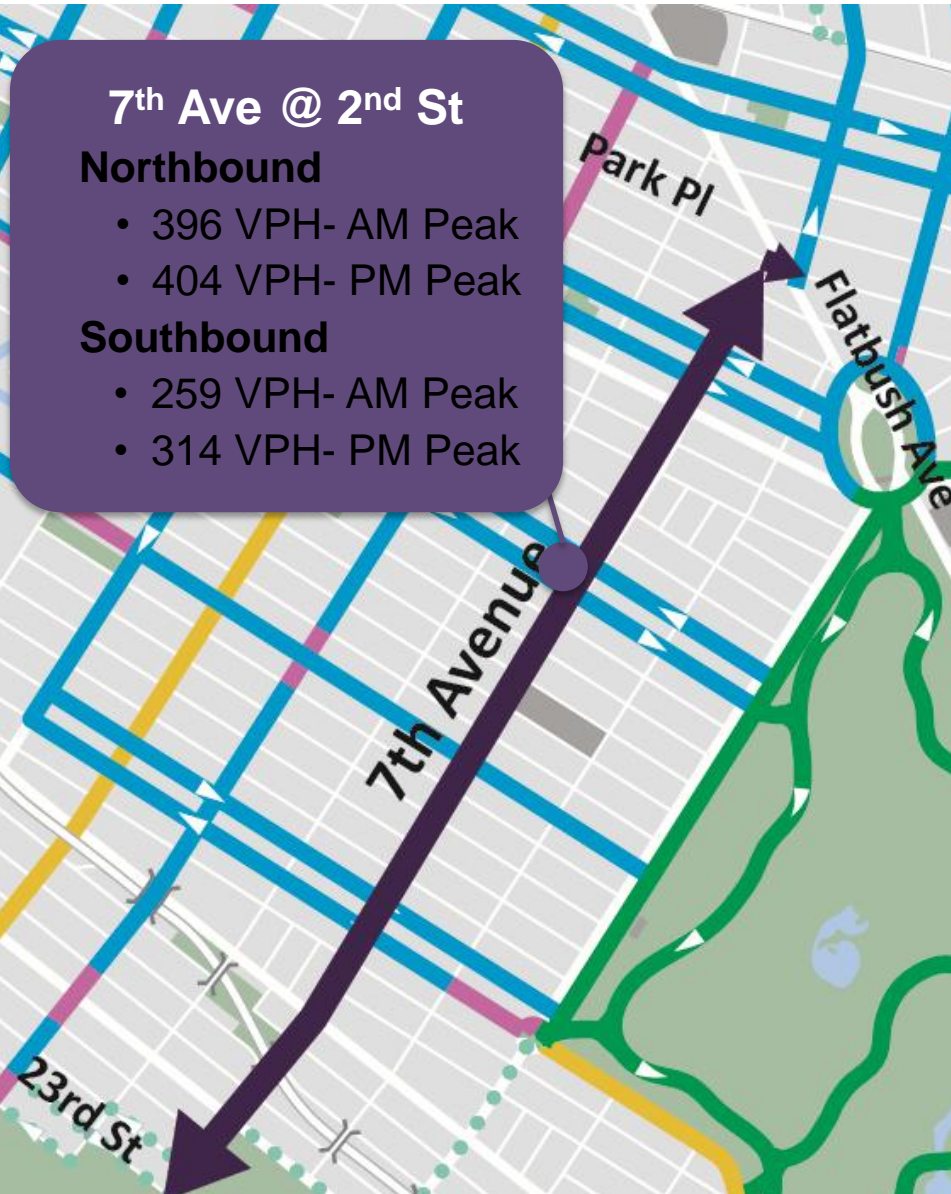 7th Ave @ 2nd St
Northbound
• 396 VPH- AM Peak
• 404 VPH- PM Peak
Southbound
• 259 VPH- AM Peak
• 314 VPH- PM Peak
Park Pl
Flatbush Ave
7th Avenue
23rd St